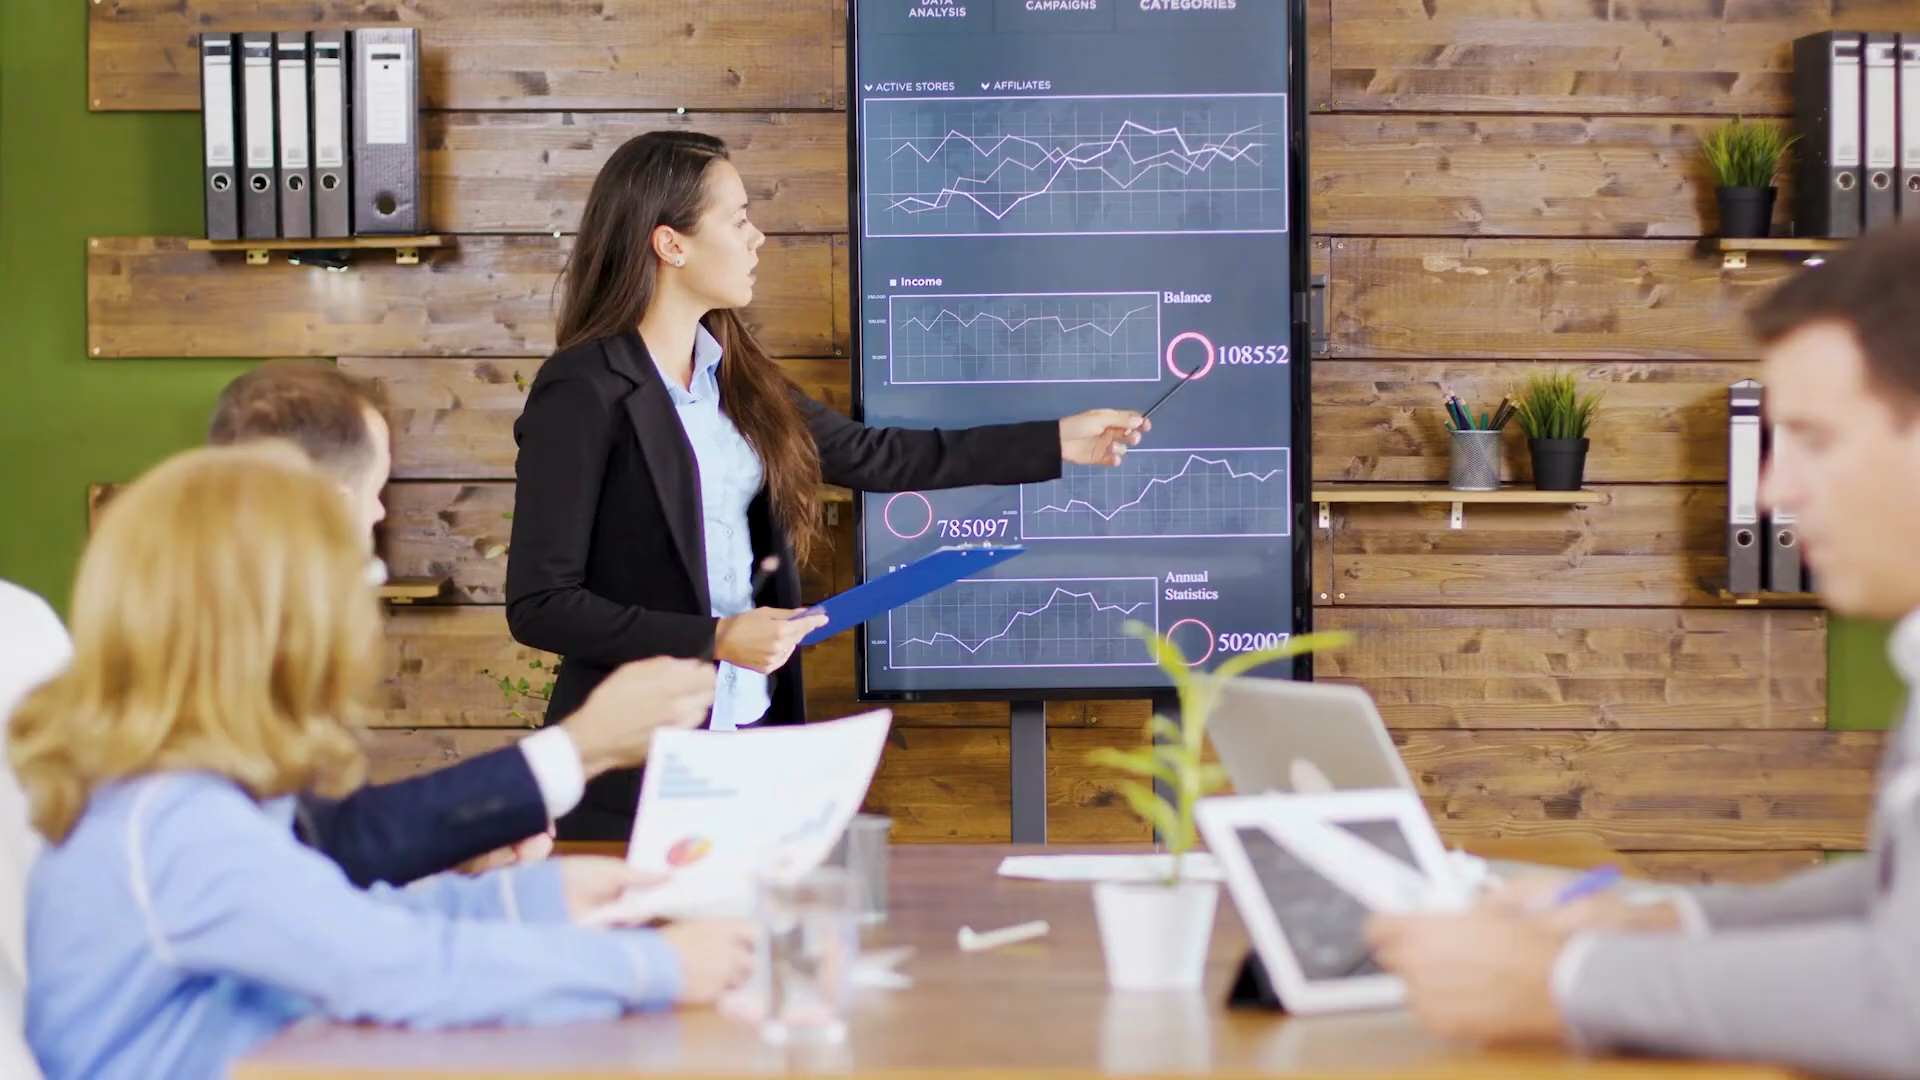 DATA
ANALYSIS
CAMPAIGNS
CATEGORIES
ACTIVE STORES
AFFILIATES
Income
Balance
108552
785097
Annual
Statistics
502007